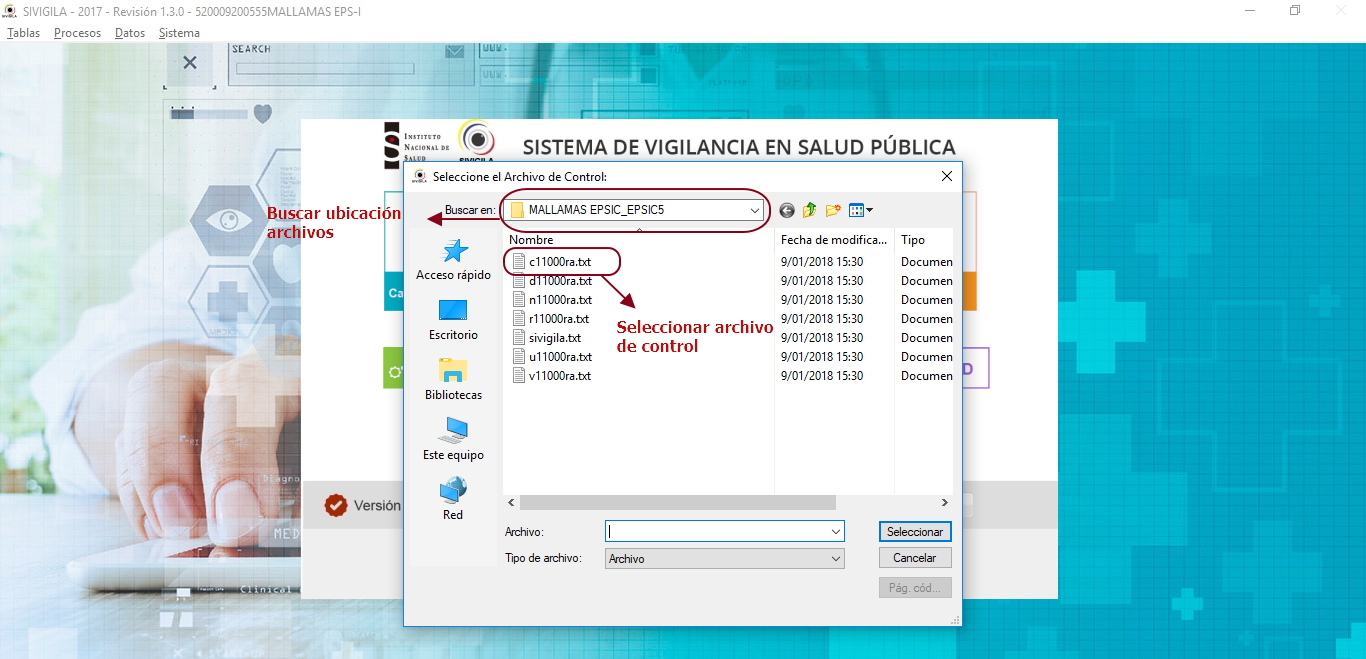 SIVIGILA - 2017 - Revisión 1.3.0 - 520009200555MALLAMAS EPS-I
Tablas Procesos Datos Sistema
SEARCH
INSTITUTO
NACIONAL DE
SALUD
SIVIGILA
SISTEMA DE VIGILANCIA EN SALUD PÚBLICA
Seleccione el Archivo de Control:
Buscar en: MALLAMAS EPSIC_EPSIC5
Buscar ubicación
archivos
Nombre Fecha de modifica... Tipo
c11000ra.txt 9/01/2018 15:30 Documen
d11000ra.txt 9/01/2018 15:30 Documen
n11000ra.txt 9/01/2018 15:30 Documen
r11000ra.txt 9/01/2018 15:30 Documen
sivigila.txt 9/01/2018 15:30 Documen
u11000ra.txt 9/01/2018 15:30 Documen
v11000ra.txt 9/01/2018 15:30 Documen
Seleccionar archivo
de control
Acceso rápido
Escritorio
Bibliotecas
Este equipo
Red
Ca
D
Versión
Archivo:
Seleccionar
Tipo de archivo: Archivo
Cancelar
Pág. cód...
Diagno
MED
Clinical